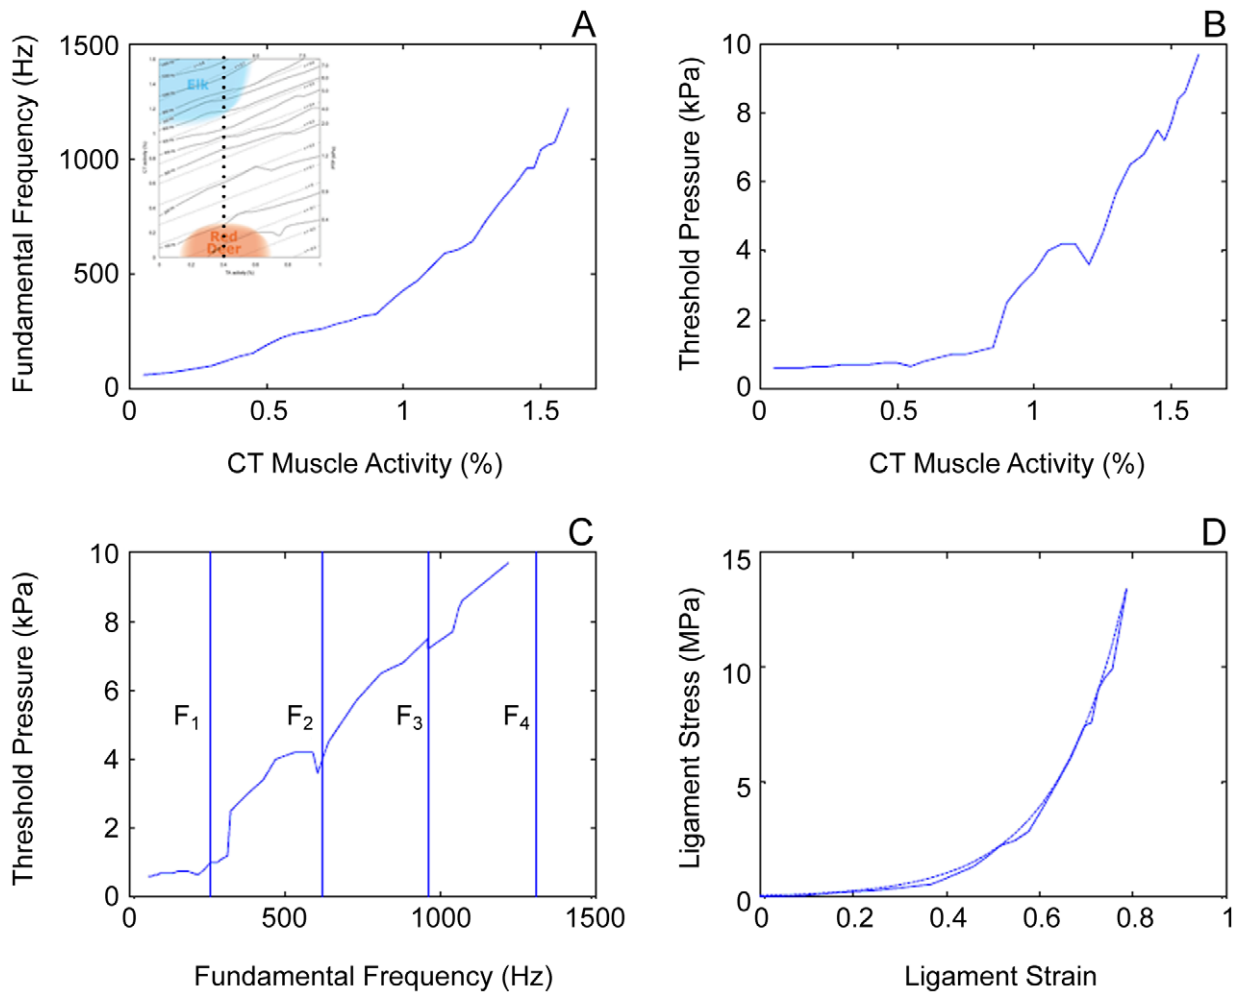 A
Fundamental Frequency (Hz)
1500
1000
500
0
0 0.5 1 1.5
CT Muscle Activity (%)
Elk
Red
Deer
CT activity (%)
TA activity (%)
B
Threshold Pressure (kPa)
10
8
6
4
2
0
0 0.5 1 1.5
CT Muscle Activity (%)
C
Threshold Pressure (kPa)
10
8
6
4
2
0
F1 F2 F3 F4
0 500 1000 1500
Fundamental Frequency (Hz)
D
Ligament Stress (MPa)
15
10
5
0
0 0.2 0.4 0.6 0.8 1
Ligament Strain